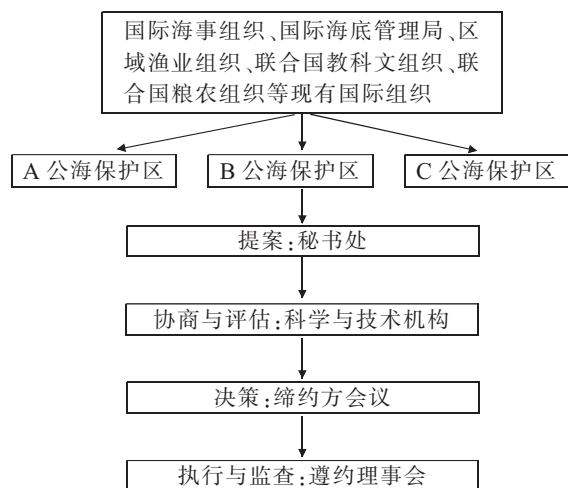 国际海事组织、国际海底管理局、区
域渔业组织、联合国教科文组织、联
合国粮农组织等现有国际组织
A 公海保护区
B 公海保护区
C 公海保护区
提案:秘书处
协商与评估:科学与技术机构
决策:缔约方会议
执行与监查:遵约理事会